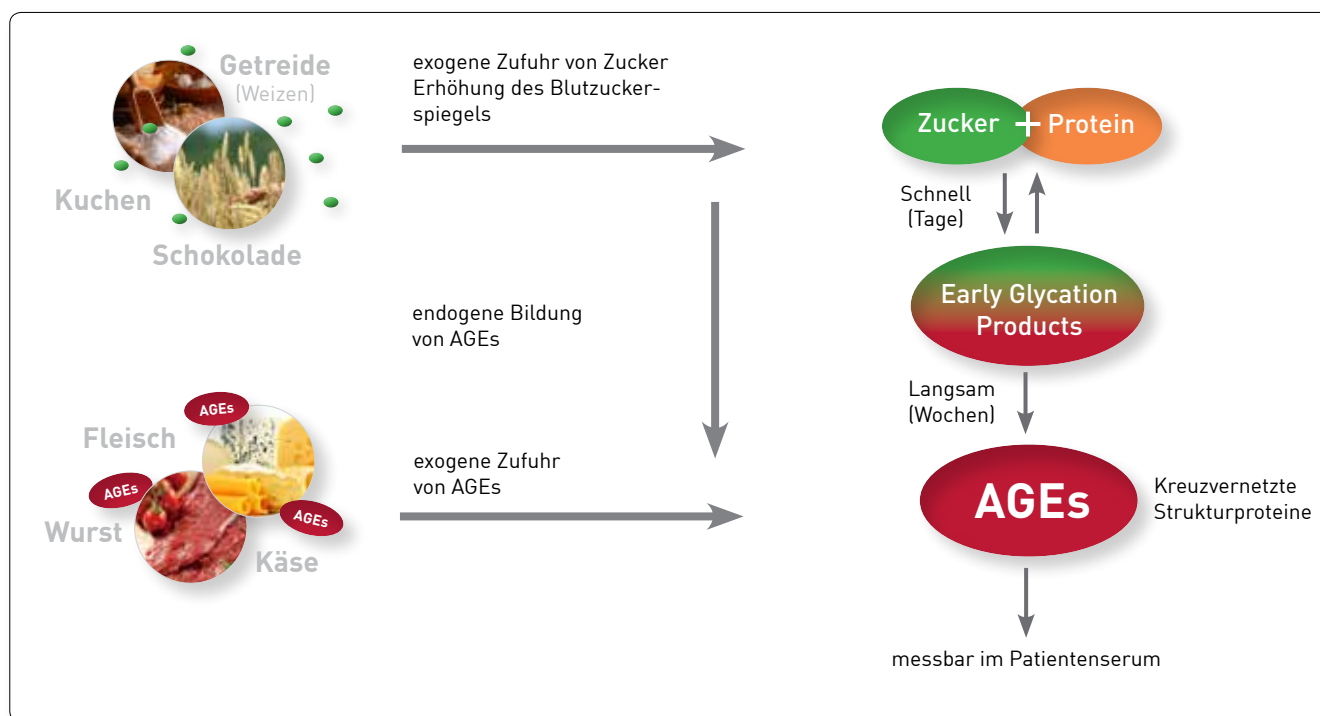 Getreide
(Weizen)
Kuchen
Schokolade
exogene Zufuhr von Zucker
Erhöhung des Blutzucker-
spiegels
endogene Bildung
von AGEs
AGEs
Fleisch
AGEs
Wurst
AGEs
Käse
exogene Zufuhr
von AGEs
Zucker + Protein
Schnell
(Tage)
Early Glycation
Products
Langsam
(Wochen)
AGEs
Kreuzvernetzte
Strukturproteine
messbar im Patientenserum